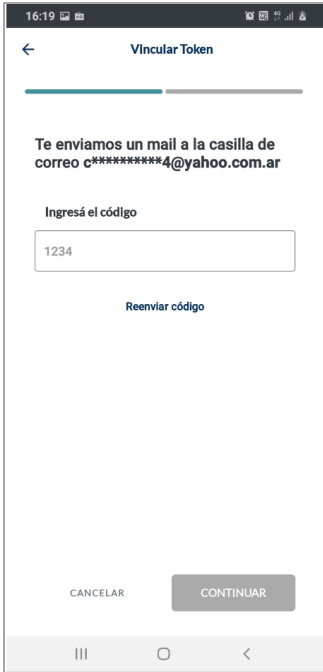 16:19
Vincular Token
Te enviamos un mail a la casilla de
correo c**********4@yahoo.com.ar
Ingresá el código
1234
Reenviar código
CANCELAR
CONTINUAR